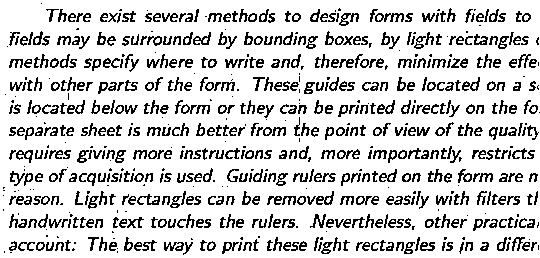 There exist several methods to design forms with fields to
fields may be surrounded by bounding boxes, by light rectangles
methods specify where to write and, therefore, minimize the effe
with other parts of the form. These guides can be located on a s
is located below the form or they can be printed directly on the fo
separate sheet is much better from the point of view of the quality
requires giving more instructions and, more importantly, restricts
type of acquisition is used. Guiding rulers printed on the form are m
reason. Light rectangles can be removed more easily with filters th
handwritten text touches the rulers. Nevertheless, other practica
account: The best way to print these light rectangles is in a differe